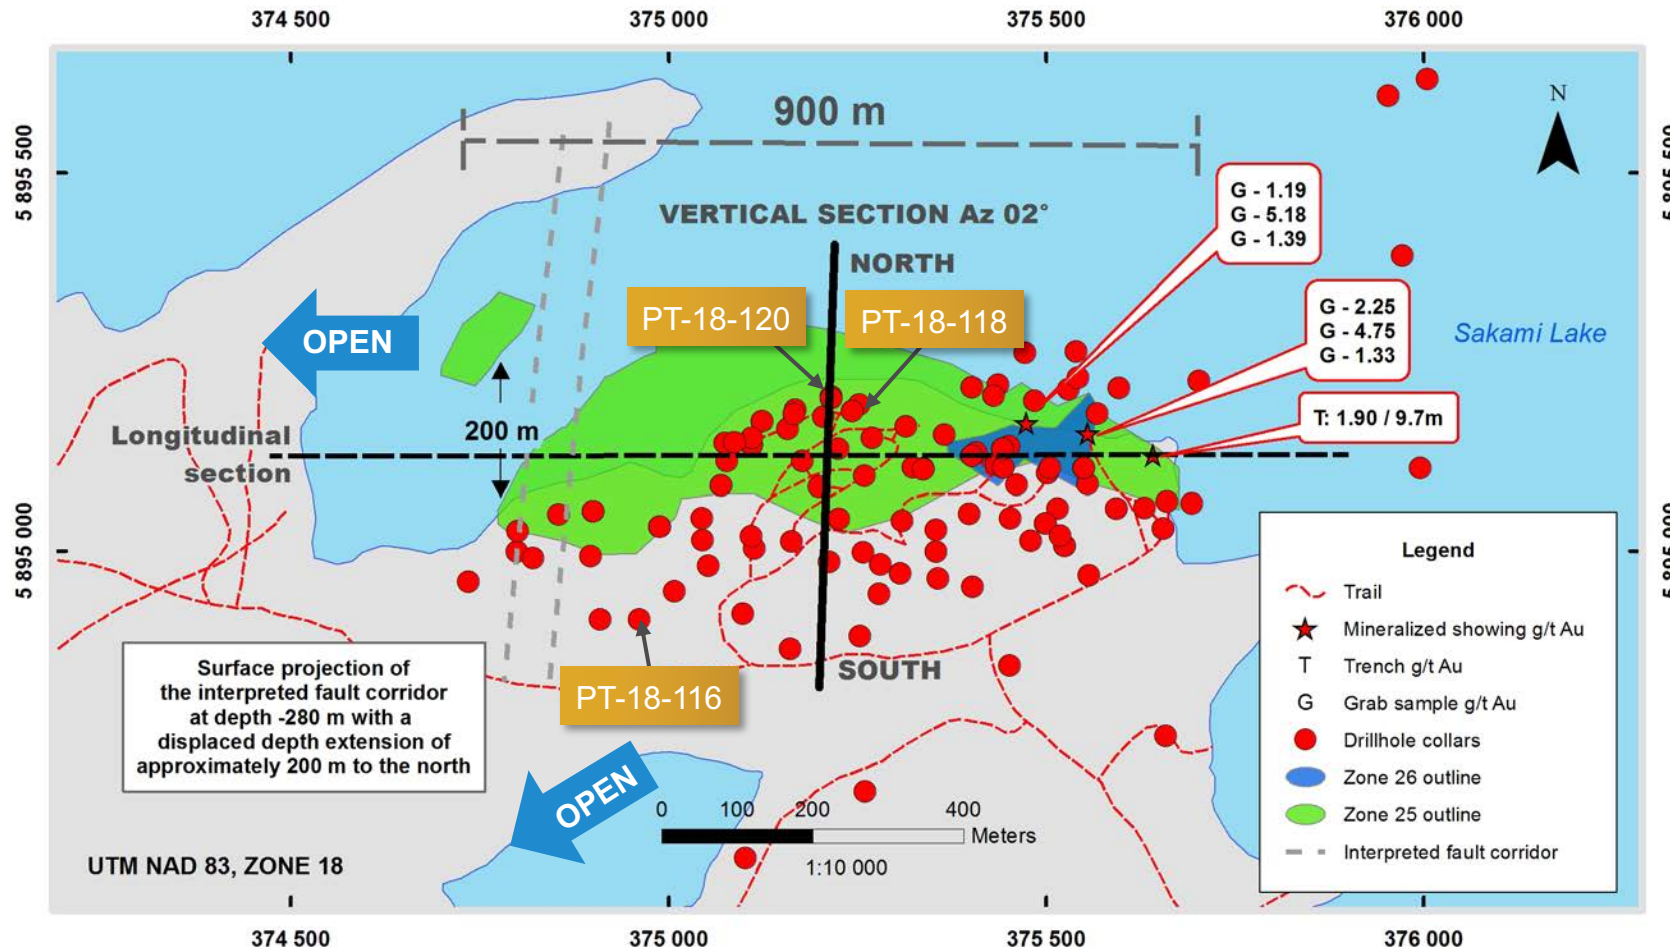 374 500
375 000
375 500
376 000
5 895 500
5 895 500
900 m
N
G - 1.19
G - 5.18
G - 1.39
VERTICAL SECTION Az 02°
NORTH
G - 2.25
G - 4.75
G - 1.33
PT-18-120
PT-18-118
Sakami Lake
OPEN
T: 1.90 / 9.7m
Longitudinal
section
200 m
5 895 000
5 895 000
Legend
Trail
Mineralized showing g/t Au
T
Trench g/t Au
G
Grab sample g/t Au
Drillhole collars
Zone 26 outline
Zone 25 outline
Interpreted fault corridor
SOUTH
PT-18-116
Surface projection of
the interpreted fault corridor
at depth -280 m with a
displaced depth extension of
approximately 200 m to the north
OPEN
0
100
200
400
Meters
1:10 000
UTM NAD 83, ZONE 18
374 500
375 000
375 500
376 000